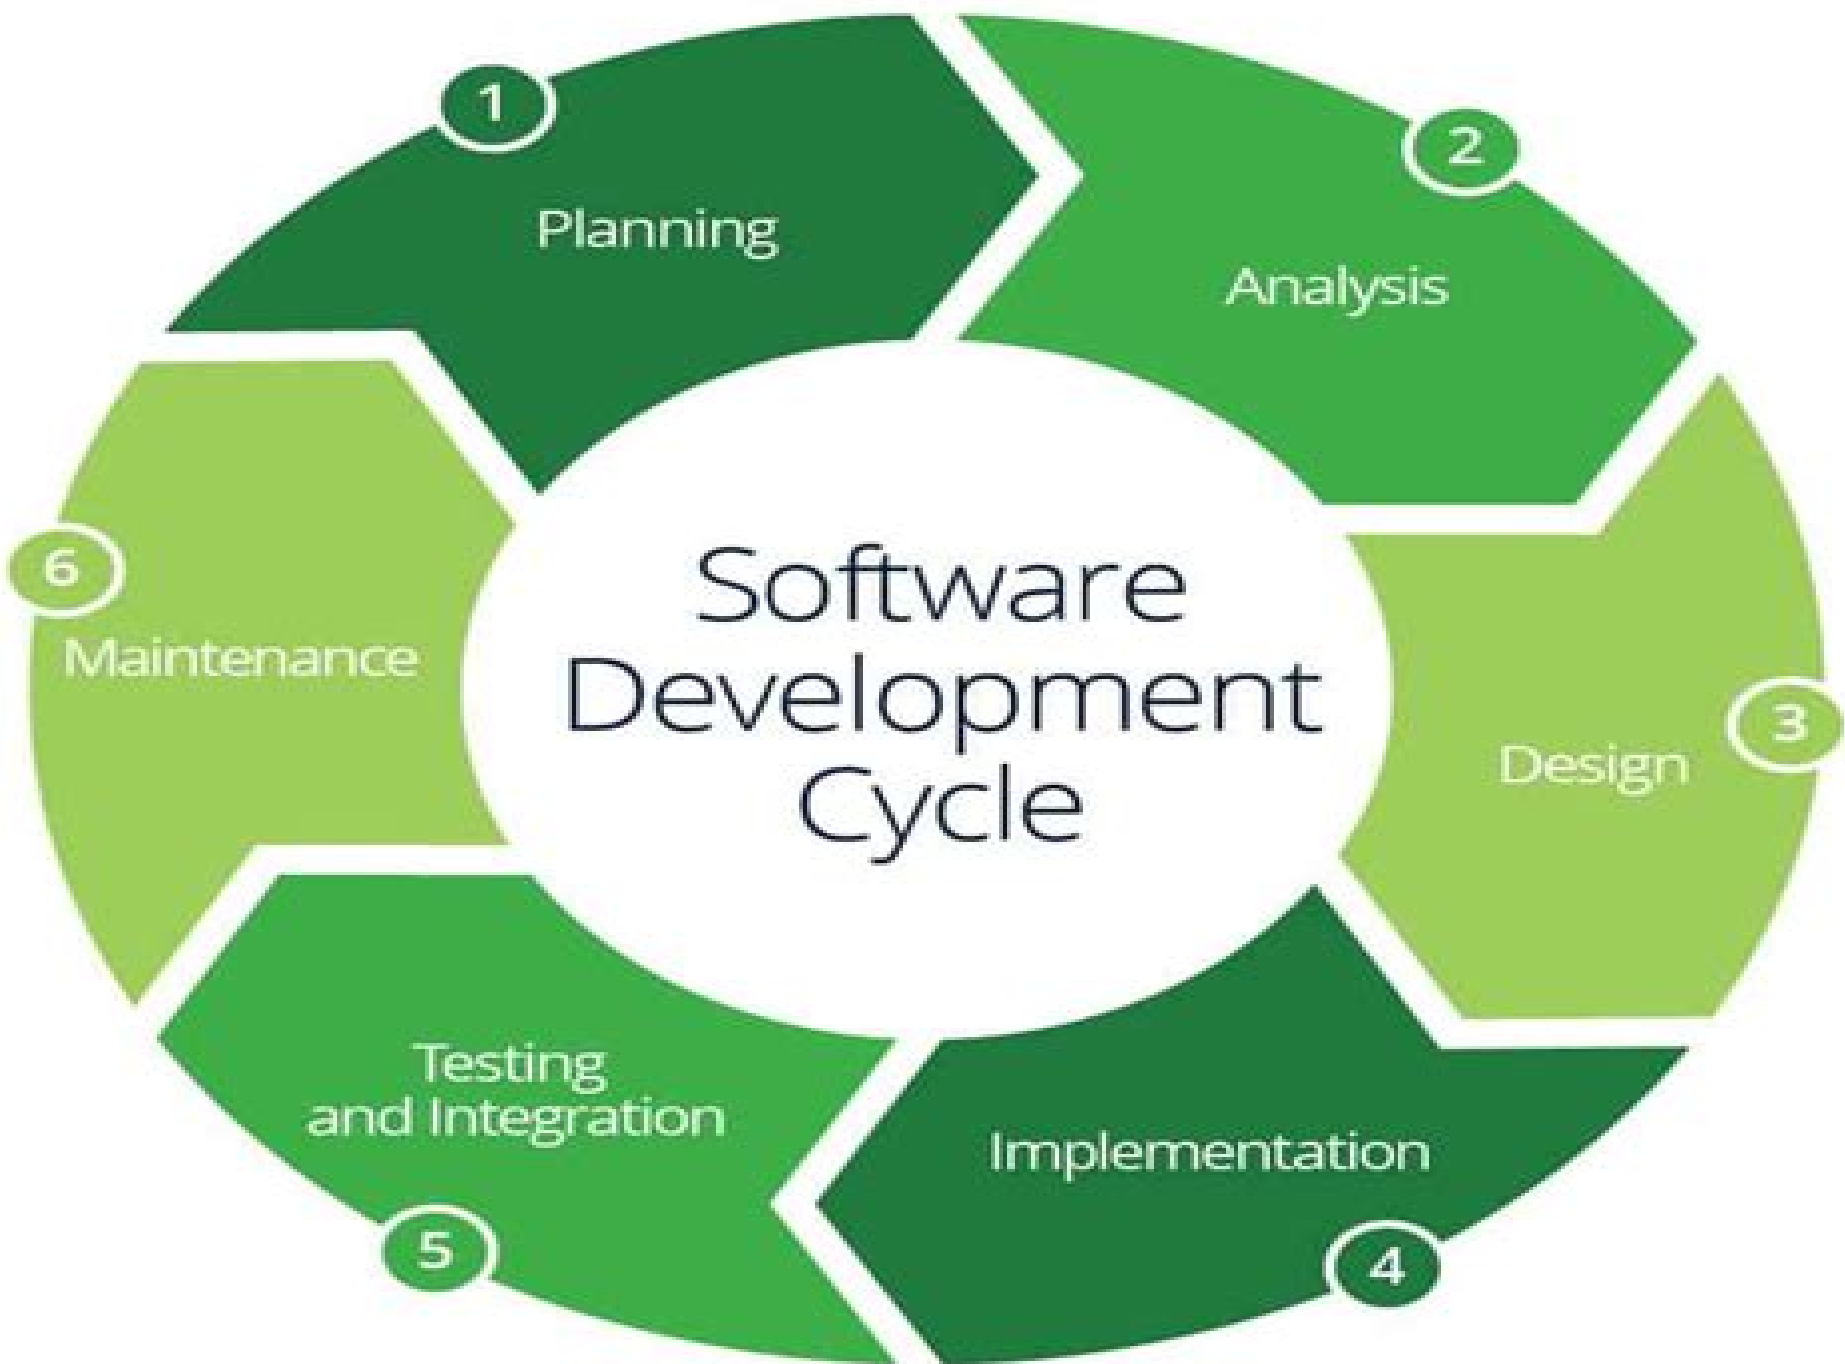 1
Planning
2
Analysis
3
Design
4
Implementation
5
Testing
and Integration
6
Maintenance
Software
Development
Cycle